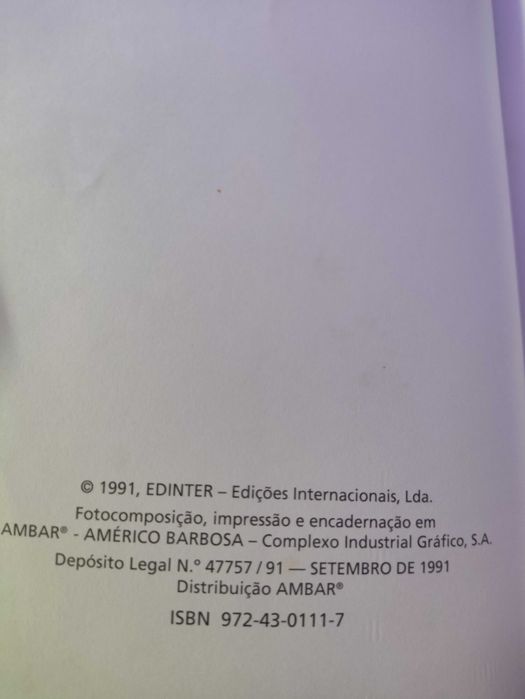 © 1991, EDINTER – Edições Internacionais, Lda.
Fotocomposição, impressão e encadernação em
AMBAR® - AMÉRICO BARBOSA – Complexo Industrial Gráfico, S.A.
Depósito Legal N.º 47757 / 91 — SETEMBRO DE 1991
Distribuição AMBAR®
ISBN 972-43-0111-7